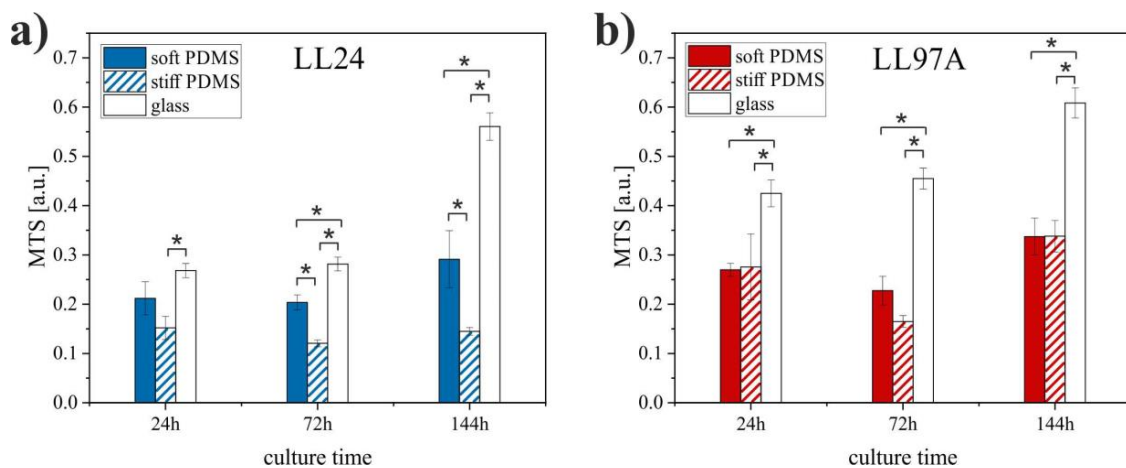 a)
LL24
soft PDMS
stiff PDMS
glass
MTS [a.u.]
0.7
0.6
0.5
0.4
0.3
0.2
0.1
0.0
*
*
*
*
*
*
*
24h
72h
144h
culture time
b)
LL97A
soft PDMS
stiff PDMS
glass
MTS [a.u.]
0.7
0.6
0.5
0.4
0.3
0.2
0.1
0.0
*
*
*
*
*
*
24h
72h
144h
culture time